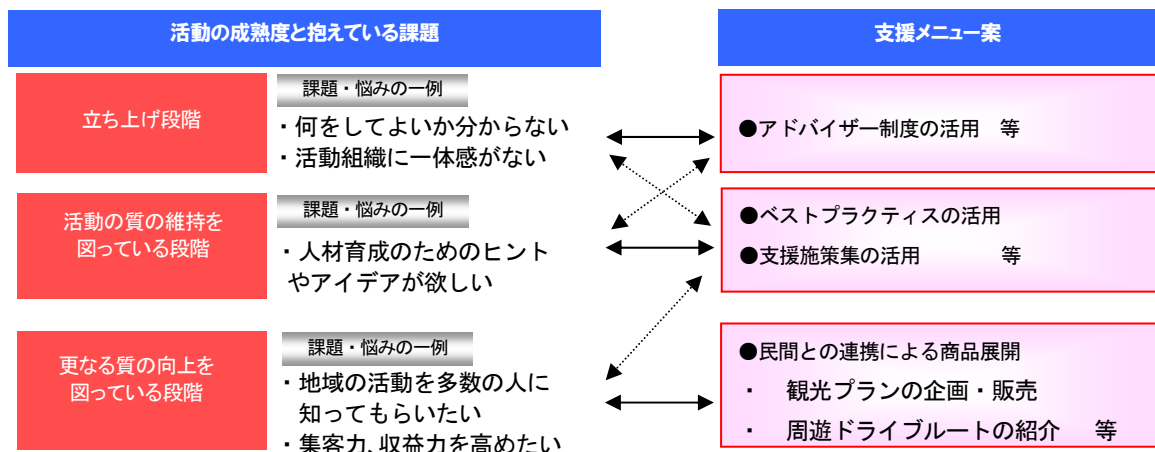 活動の成熟度と抱えている課題
支援メニュー案
立ち上げ段階
課題・悩みの一例
・何をしてよいか分からない
・活動組織に一体感がない
●アドバイザー制度の活用　等
活動の質の維持を
図っている段階
課題・悩みの一例
・人材育成のためのヒント
やアイデアが欲しい
●ベストプラクティスの活用
●支援施策集の活用　　　等
更なる質の向上を
図っている段階
課題・悩みの一例
・地域の活動を多数の人に
知ってもらいたい
・集客力、収益力を高めたい
●民間との連携による商品展開
・　観光プランの企画・販売
・　周遊ドライブルートの紹介　等